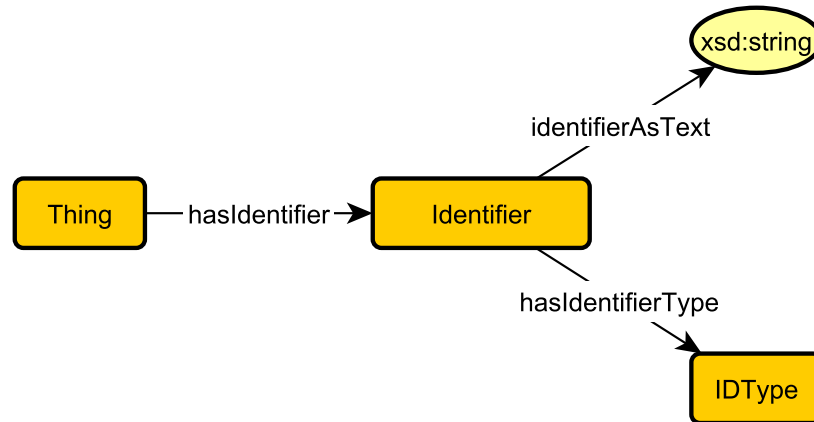 xsd:string
identifierAsText
Thing
hasIdentifier
Identifier
hasIdentifierType
IDType